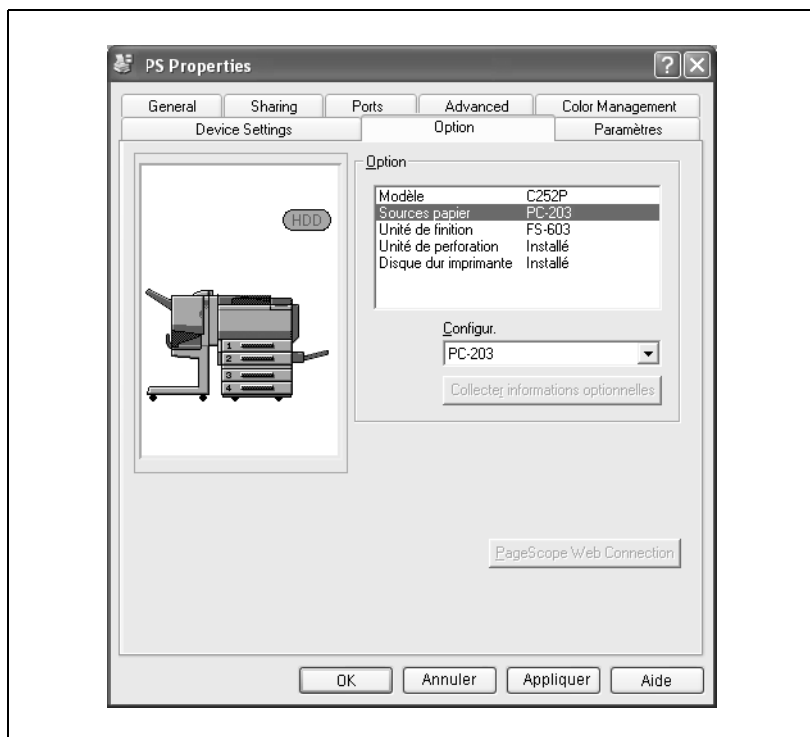 PS Properties
General Sharing Ports Advanced Color Management
Device Settings Option Paramètres
HDD
1
2
3
4
Option
Modèle C252P
Sources papier PC-203
Unité de finition FS-603
Unité de perforation Installé
Disque dur imprimante Installé
Configur.
PC-203
Collecter informations optionnelles
PageScope Web Connection
OK Annuler Appliquer Aide